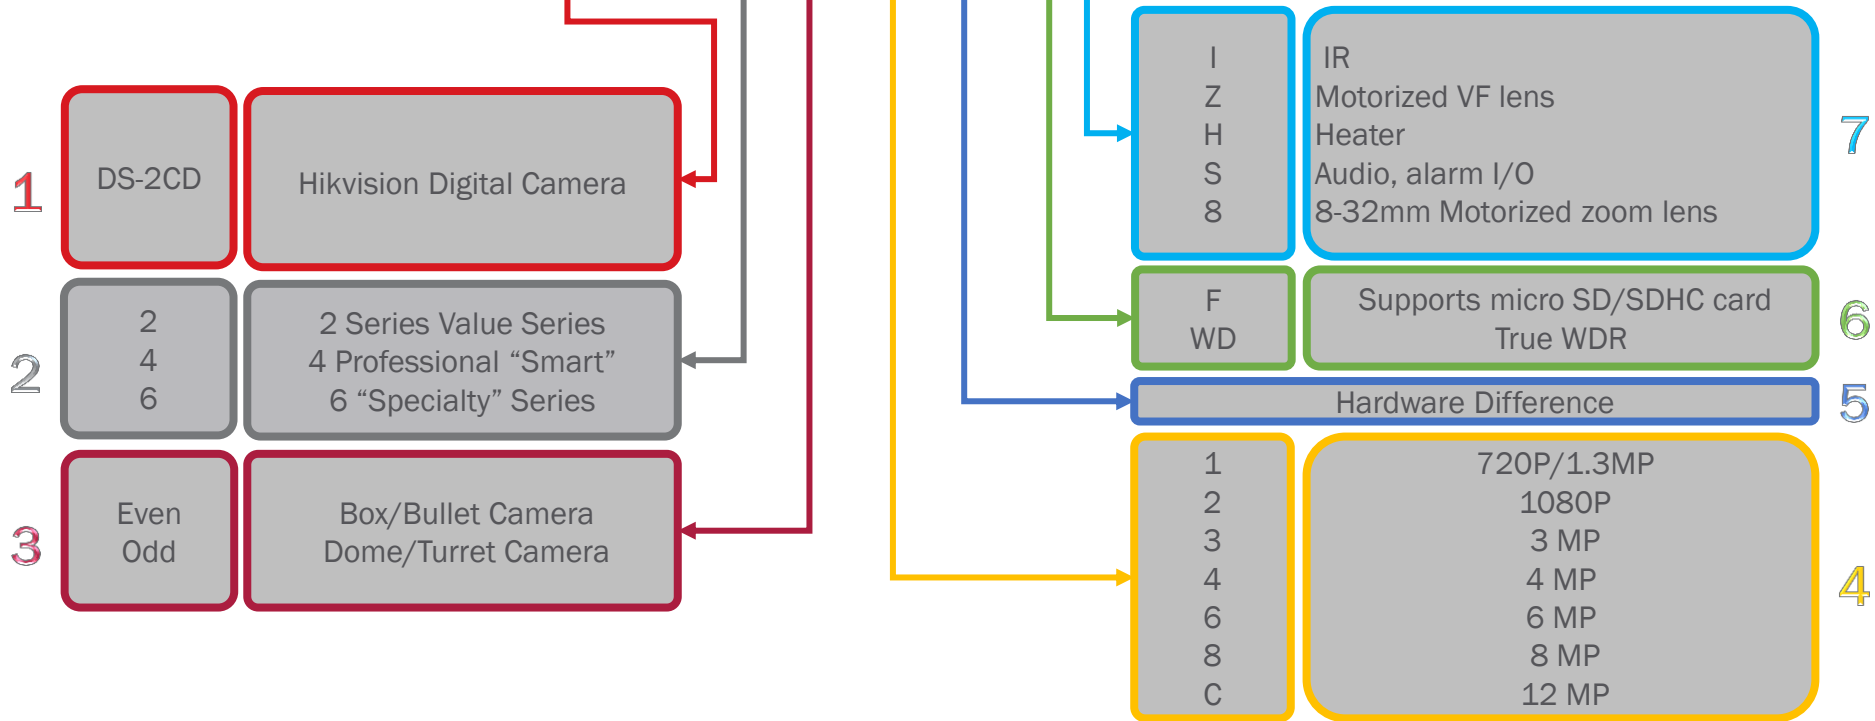 1
DS-2CD
Hikvision Digital Camera
2
2
4
6
2 Series Value Series
4 Professional “Smart”
6 “Specialty” Series
3
Even
Odd
Box/Bullet Camera
Dome/Turret Camera
I IR
Z Motorized VF lens
H Heater
S Audio, alarm I/O
8 8-32mm Motorized zoom lens
7
F Supports micro SD/SDHC card
WD True WDR
6
Hardware Difference
5
1 720P/1.3MP
2 1080P
3 3 MP
4 4 MP
6 6 MP
8 8 MP
C 12 MP
4